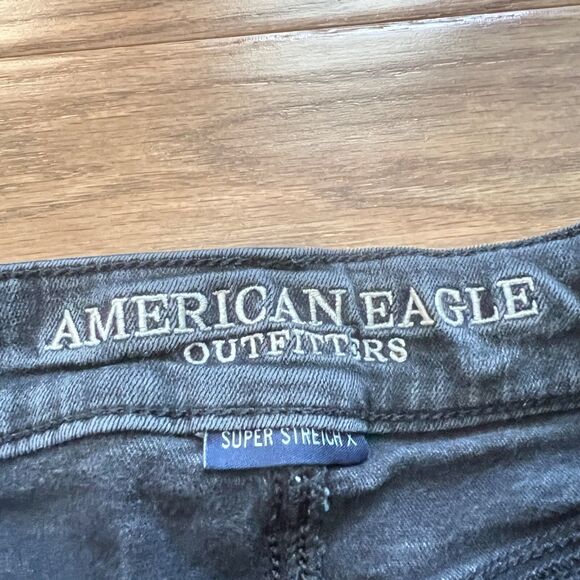 AMERICAN EAGLE
OUTFITTERS
SUPER STRETCH X